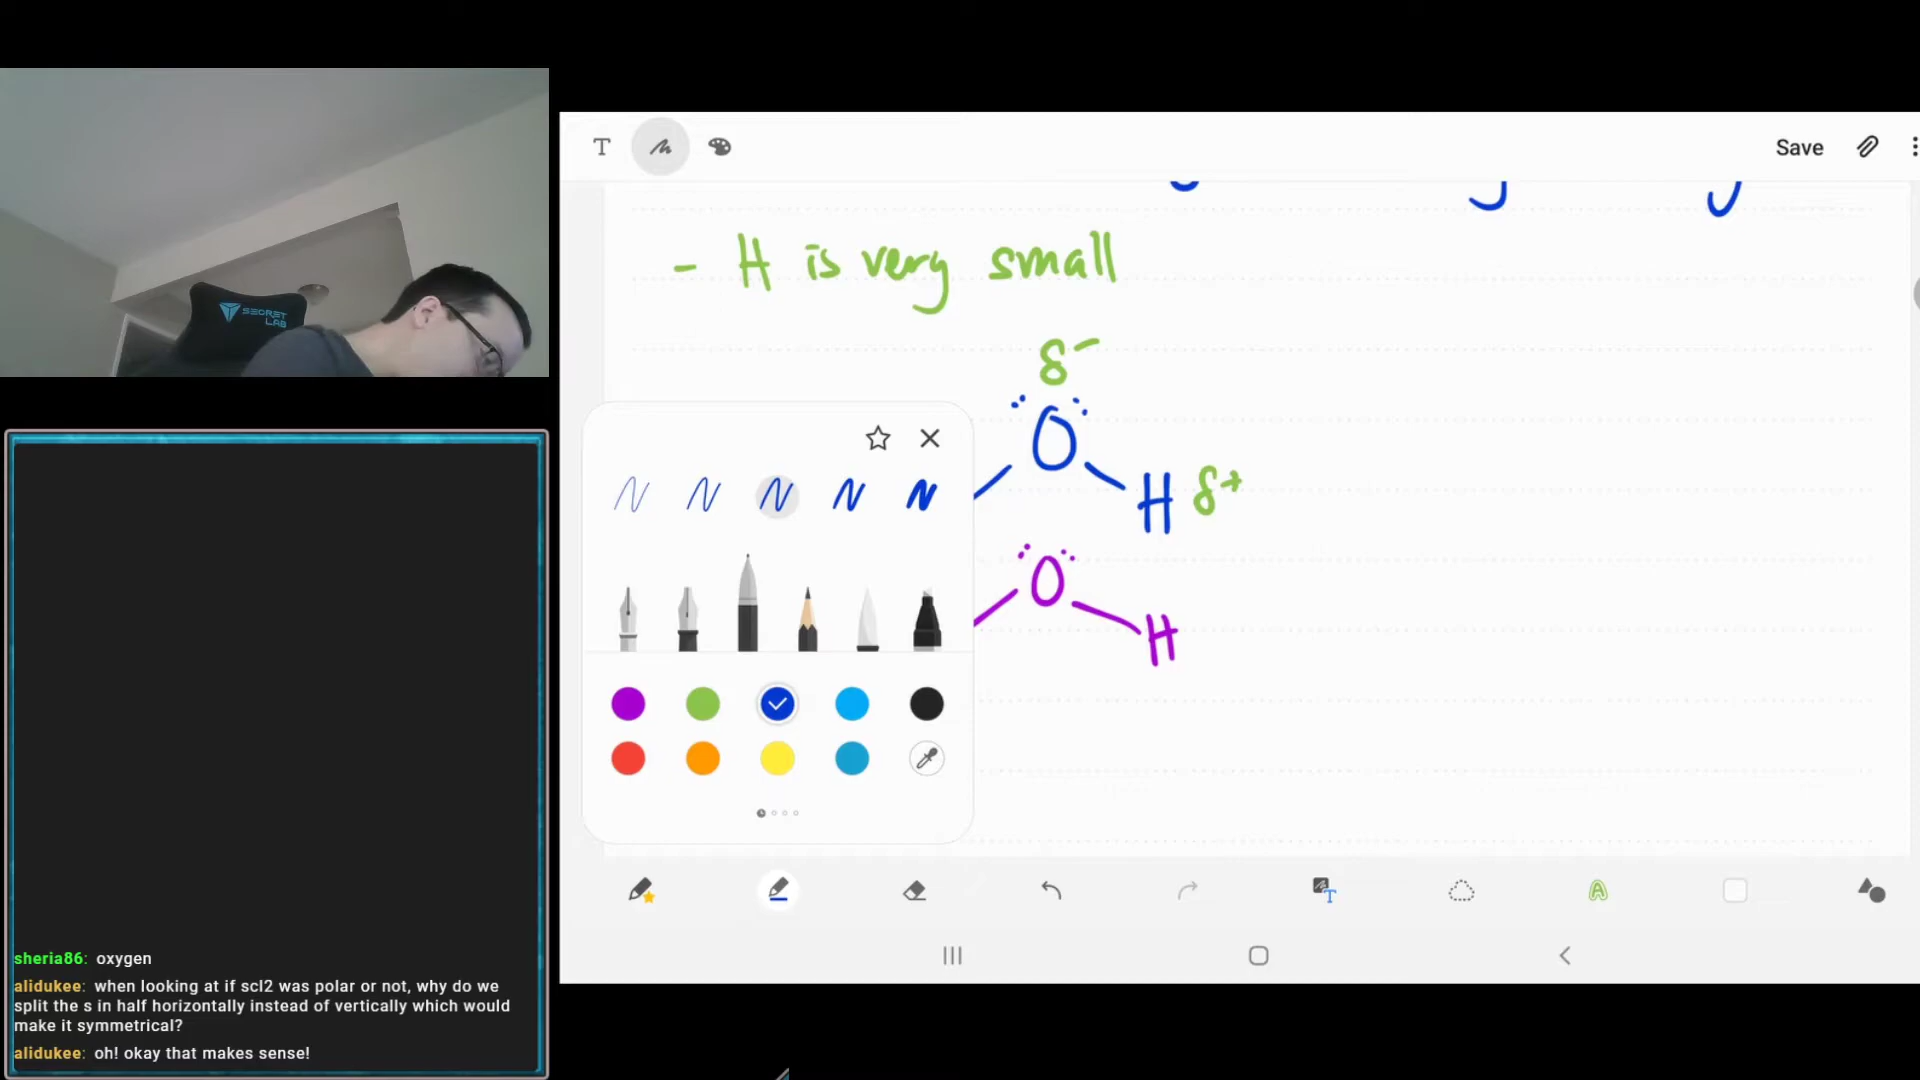 SECRET
LAB
T
Save
- H is very small
δ-
O
H δ+
O
H
T
A
sheria86: oxygen
alidukee: when looking at if scl2 was polar or not, why do we
split the s in half horizontally instead of vertically which would
make it symmetrical?
alidukee: oh! okay that makes sense!